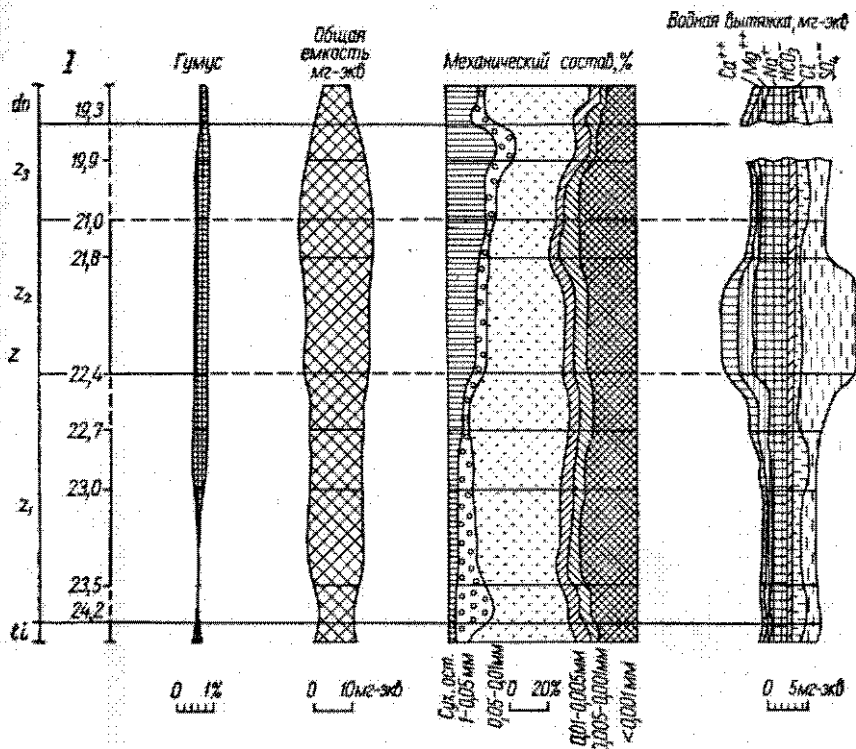 I
Гумус
Общая
емкость
мг-экв
Механический состав, %
Водная вытяжка, мг-экв
Ca++
Mg++
Na+
HCO3-
Cl-
SO4--
dn
19,3
z3
19,9
21,0
21,8
z2
z
22,4
22,7
23,0
z1
23,5
24,2
ti
0 1%
0 10мг-экв
Сух. ост.
1-0,05мм
0,05-0,01мм
0 20%
0,01-0,005мм
0,005-0,001мм
<0,001мм
0 5мг-экв